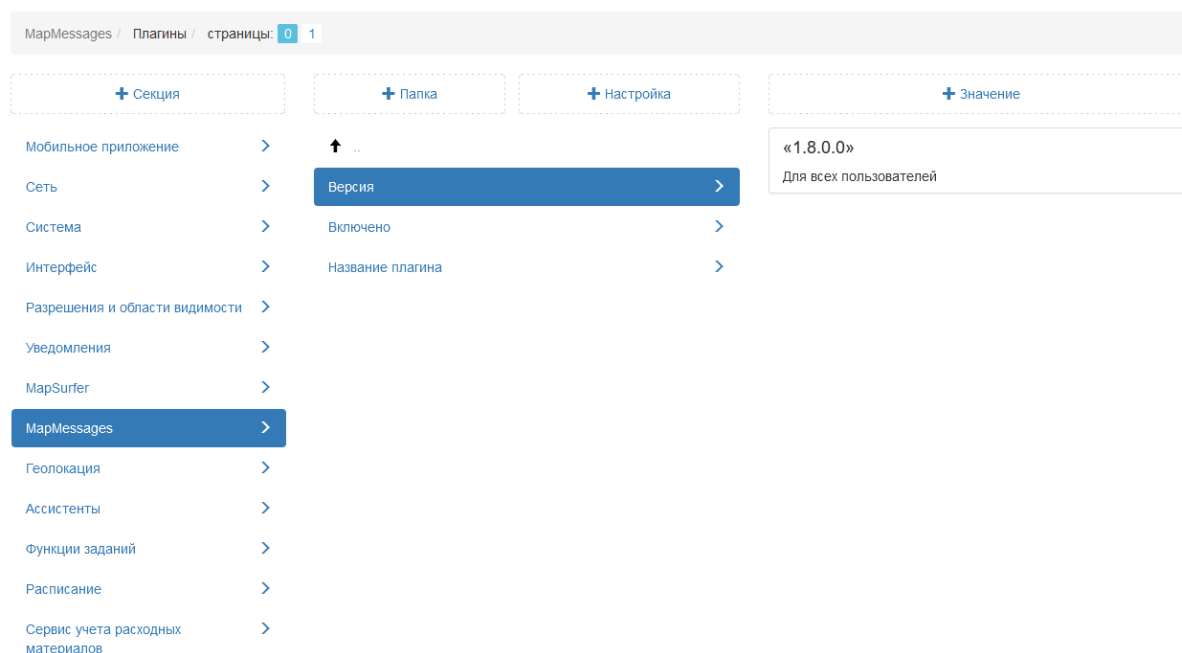 MapMessages / Плагины / страницы: 0 1
+ Секция
+ Папка
+ Настройка
+ Значение
Мобильное приложение
Сеть
Система
Интерфейс
Разрешения и области видимости
Уведомления
MapSurfer
MapMessages
Геолокация
Ассистенты
Функции заданий
Расписание
Сервис учета расходных
материалов
..
Версия
Включено
Название плагина
«1.8.0.0»
Для всех пользователей